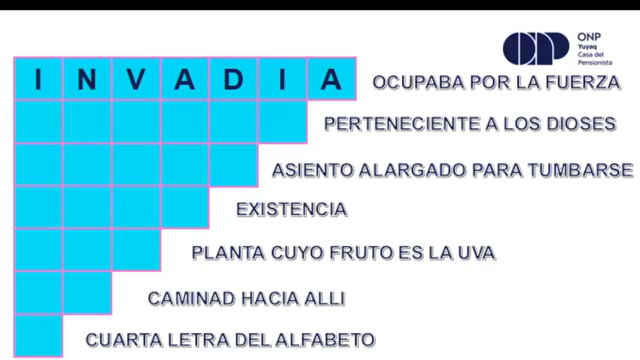 ONP
Yuyaq
Casa del
Pensionista
INVADIA OCUPABA POR LA FUERZA
PERTENECIENTE A LOS DIOSES
ASIENTO ALARGADO PARA TUMBARSE
EXISTENCIA
PLANTA CUYO FRUTO ES LA UVA
CAMINAD HACIA ALLI
CUARTA LETRA DEL ALFABETO